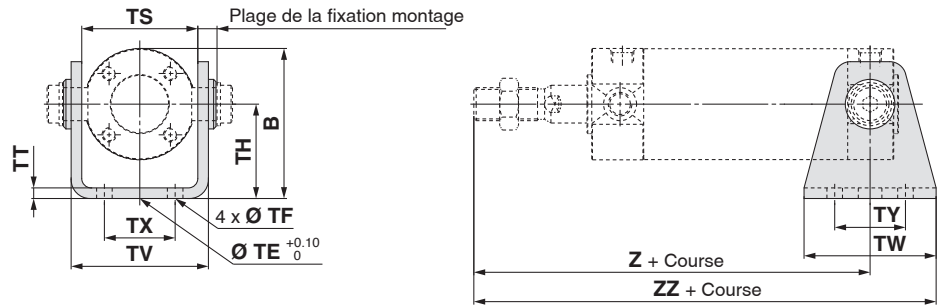 TS
Plage de la fixation montage
B
TH
TT
4 x Ø TF
TX
Ø TE +0.10 0
TV
TY
TW
Z + Course
ZZ + Course